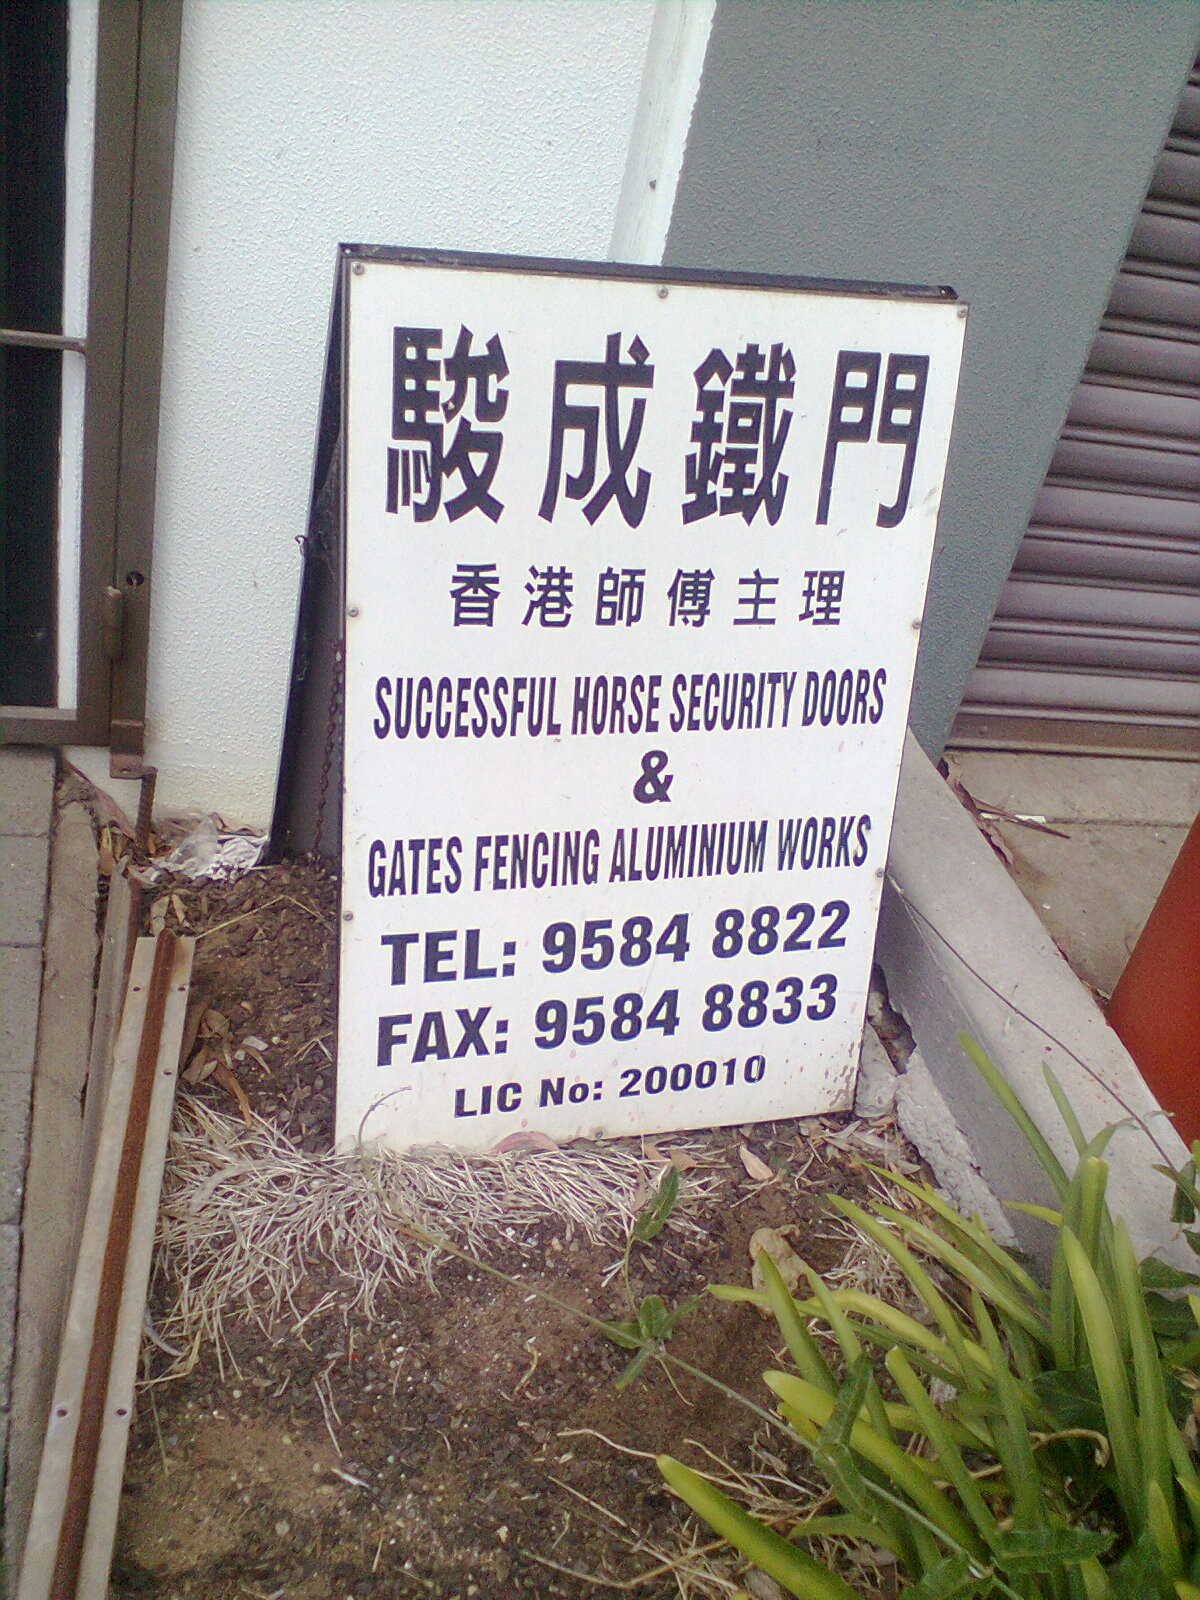 駿成鐵門
香港師傅主理
SUCCESSFUL HORSE SECURITY DOORS
&
GATES FENCING ALUMINIUM WORKS
TEL: 9584 8822
FAX: 9584 8833
LIC No: 200010